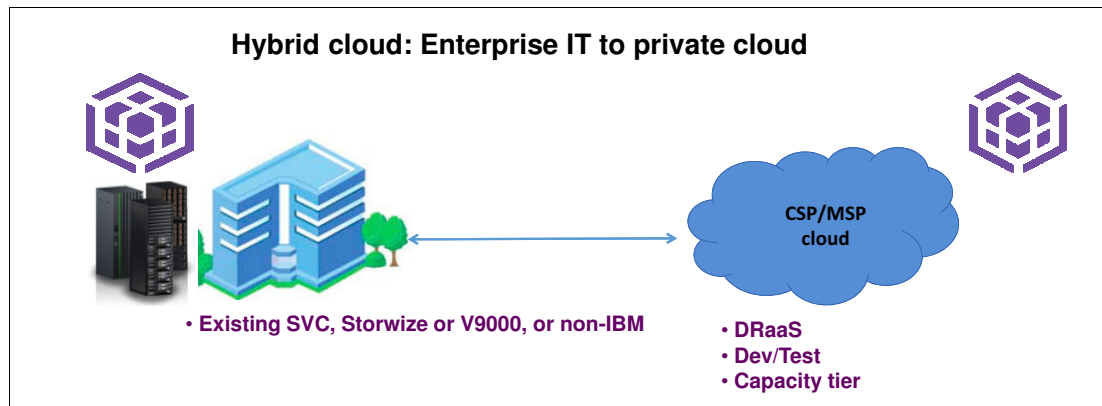 Hybrid cloud: Enterprise IT to private cloud
CSP/MSP
cloud
• Existing SVC, Storwize or V9000, or non-IBM
• DRaaS
• Dev/Test
• Capacity tier